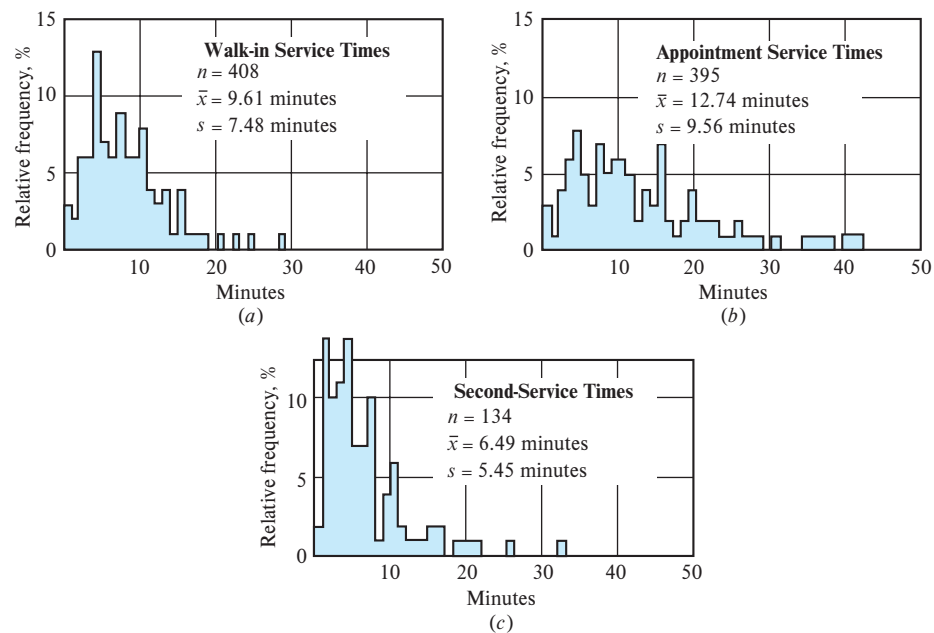 15
10
5
0
Relative frequency, %
Walk-in Service Times
n = 408
x̄ = 9.61 minutes
s = 7.48 minutes
10
20
30
40
50
Minutes
(a)
15
10
5
0
Relative frequency, %
Appointment Service Times
n = 395
x̄ = 12.74 minutes
s = 9.56 minutes
10
20
30
40
50
Minutes
(b)
10
5
0
Relative frequency, %
Second-Service Times
n = 134
x̄ = 6.49 minutes
s = 5.45 minutes
10
20
30
40
50
Minutes
(c)